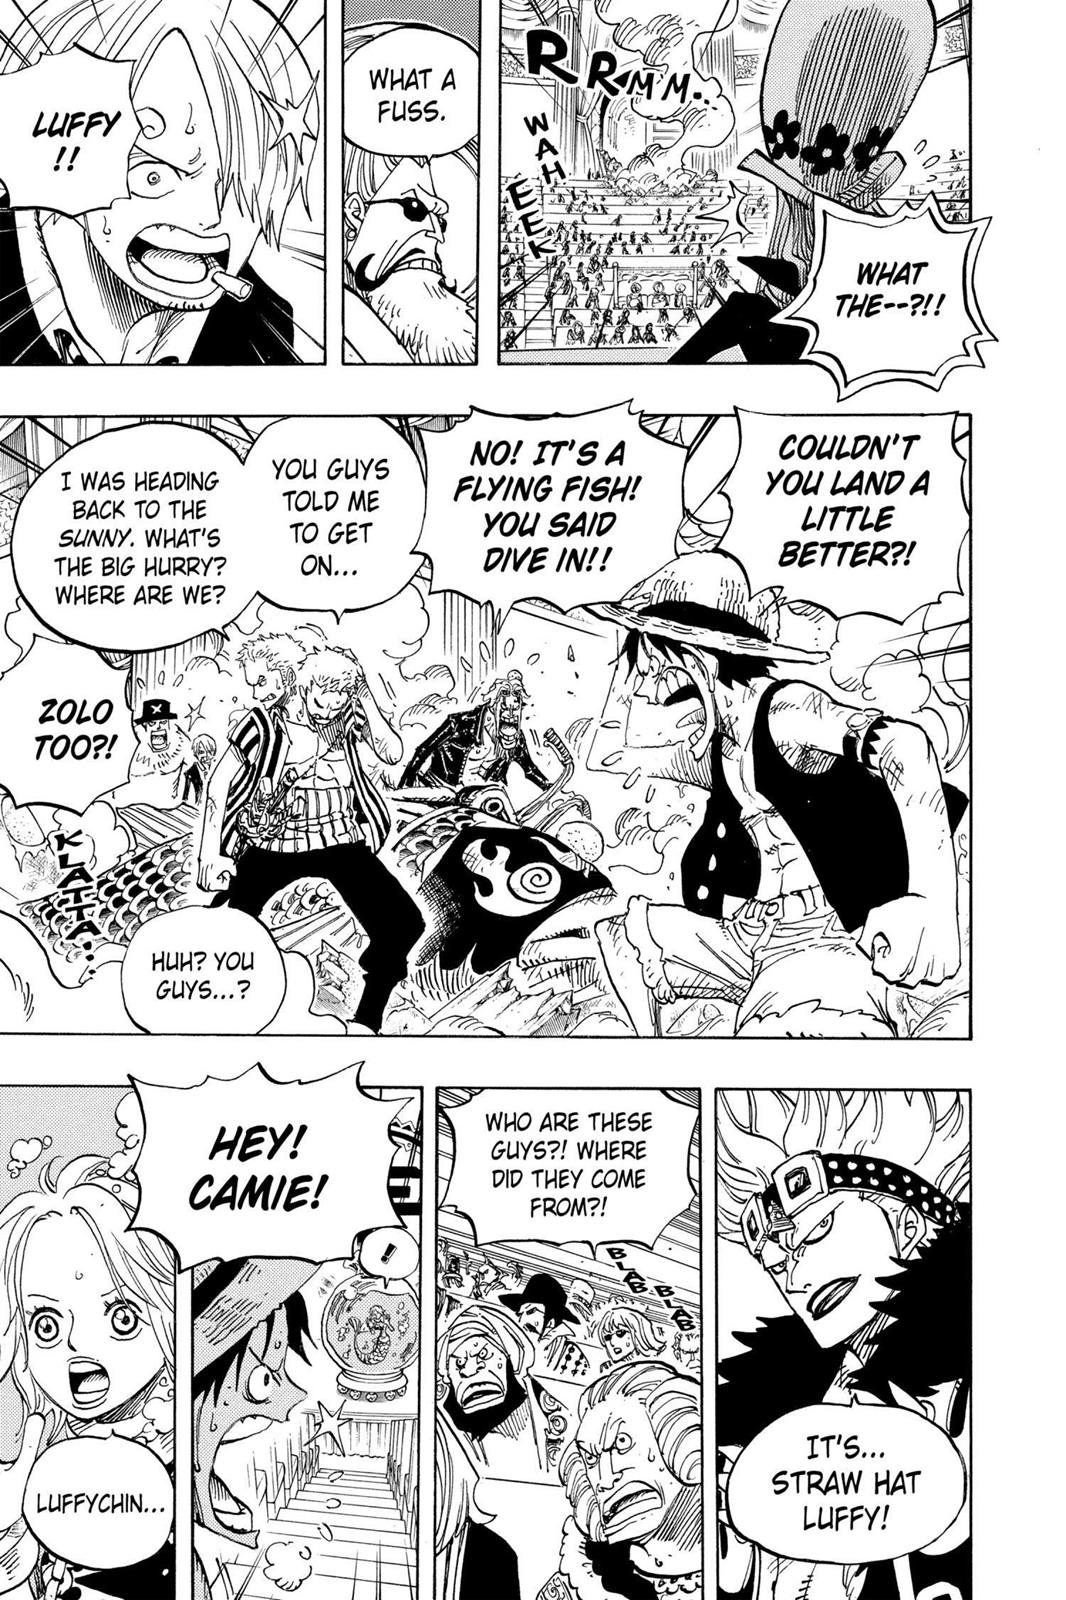 RRMM...
WAH
EEEK
WHAT
THE--?!!
WHAT A
FUSS.
LUFFY
!!
COULDN'T
YOU LAND A
LITTLE
BETTER?!
NO! IT'S A
FLYING FISH!
YOU SAID
DIVE IN!!
YOU GUYS
TOLD ME
TO GET
ON...
I WAS HEADING
BACK TO THE
SUNNY. WHAT'S
THE BIG HURRY?
WHERE ARE WE?
ZOLO
TOO?!
KLATTA...
HUH? YOU
GUYS...?
IT'S...
STRAW HAT
LUFFY!
WHO ARE THESE
GUYS?! WHERE
DID THEY COME
FROM?!
BLAB
BLAB
HEY!
CAMIE!
!
LUFFYCHIN...